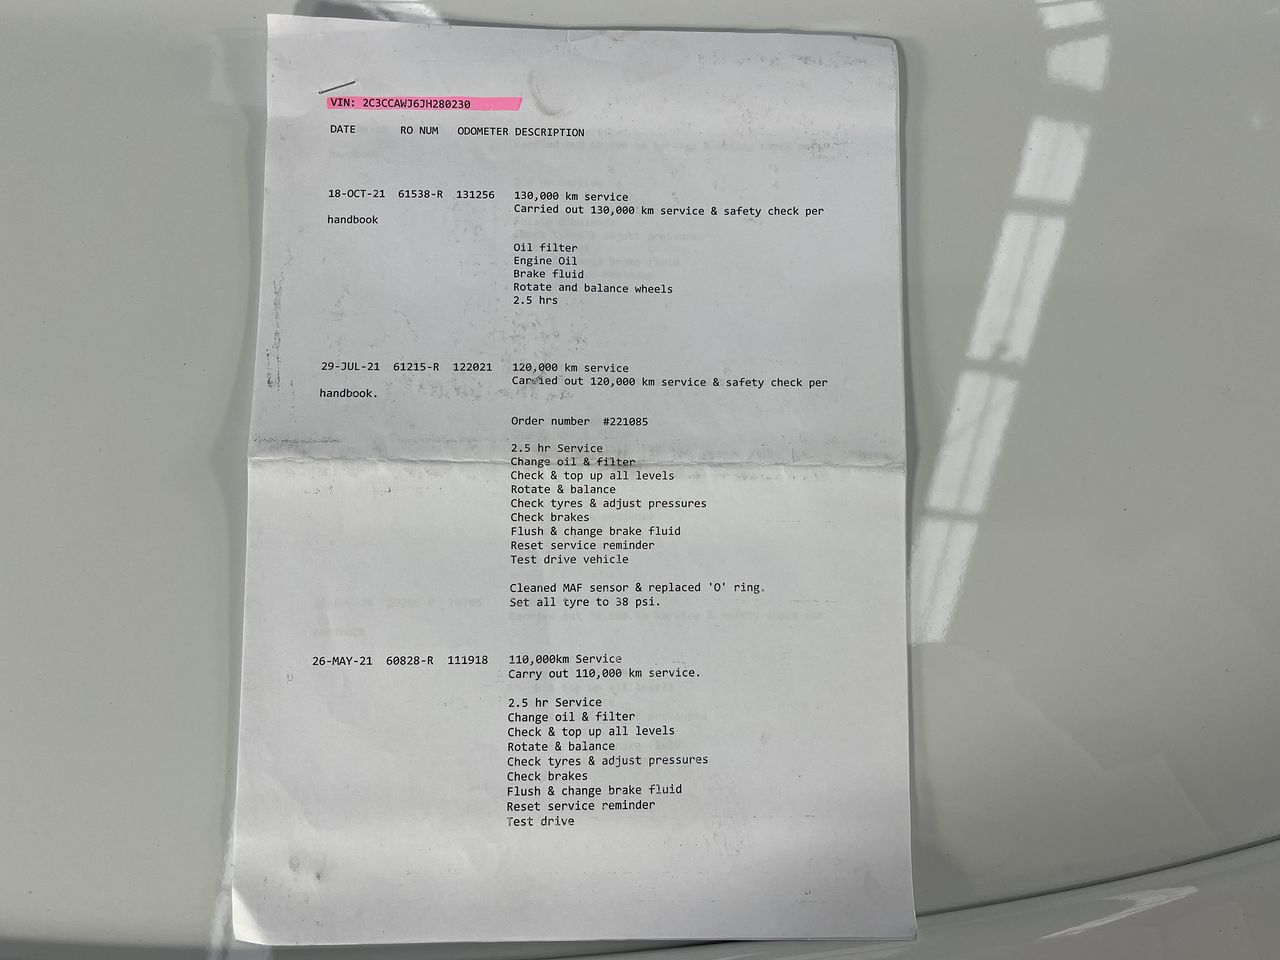 VIN: 2C3CCAWJ6JH280230
DATE RO NUM ODOMETER DESCRIPTION
18-OCT-21 61538-R 131256 130,000 km service
Carried out 130,000 km service & safety check per
handbook
Oil filter
Engine Oil
Brake fluid
Rotate and balance wheels
2.5 hrs
29-JUL-21 61215-R 122021 120,000 km service
Carried out 120,000 km service & safety check per
handbook.
Order number #221085
2.5 hr Service
Change oil & filter
Check & top up all levels
Rotate & balance
Check tyres & adjust pressures
Check brakes
Flush & change brake fluid
Reset service reminder
Test drive vehicle
Cleaned MAF sensor & replaced 'O' ring.
Set all tyre to 38 psi.
26-MAY-21 60828-R 111918 110,000km Service
Carry out 110,000 km service.
2.5 hr Service
Change oil & filter
Check & top up all levels
Rotate & balance
Check tyres & adjust pressures
Check brakes
Flush & change brake fluid
Reset service reminder
Test drive